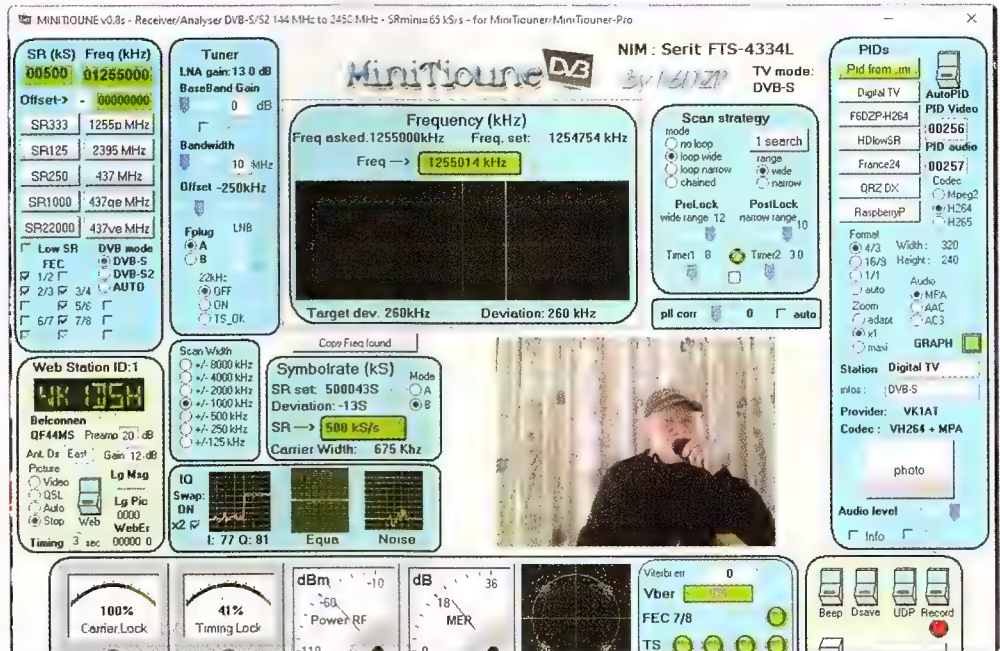 MINITIOUNE v0.8s - Receiver/Analyser DVB-S/S2 144 MHz to 2450 MHz - SRmini=65 kS/s - for MiniTiouner/MiniTiouner-Pro
SR (kS) Freq (kHz)
00500 01255000
Offset-> - 00000000
SR333 1255p MHz
SR125 2395 MHz
SR250 437 MHz
SR1000 437qe MHz
SR22000 437ve MHz
Low SR
FEC
1/2
2/3 3/4
5/6
6/7 7/8
DVB mode
DVB-S
DVB-S2
AUTO
Tuner
LNA gain:13.0 dB
BaseBand Gain
0 dB
Bandwidth
10 MHz
Offset -250kHz
Fplug LNB
A
B
22kHz
OFF
ON
TS_OK
MiniTioune DVB
by F6DZP
NIM : Serit FTS-4334L
TV mode:
DVB-S
Frequency (kHz)
Freq asked:1255000kHz Freq. set: 1254754 kHz
Freq —> 1255014 kHz
Target dev. 260kHz Deviation: 260 kHz
Scan strategy
mode
no loop
loop wide
loop narrow
chained
1 search
range
wide
narrow
PreLock PostLock
wide range 12 narrow range 10
Timer1 8 Timer2 3.0
pll corr 0 auto
PIDs
Pid from .ini
Digital TV
F6DZP-H264
HDlowSR
France24
QRZ DX
RaspberryP
AutoPID
PID Video
00256
PID audio
00257
Codec
Mpeg2
H264
H265
Format
4/3
16/9
1/1
auto
Width: 320
Height: 240
Zoom
adapt
x1
maxi
Audio
MPA
AAC
AC3
GRAPH
Station Digital TV
infos : DVB-S
Provider: VK1AT
Codec : VH264 + MPA
photo
Audio level
Info
Web Station ID:1
VK1DSH
Belconnen
QF44MS Preamp 20 dB
Ant. Dir East Gain 12 dB
Picture
Video
QSL
Auto
Stop
Web
Lg Msg
Lg Pic
0000
WebEr
Timing 3 sec 00000 0
Scan Width
+/- 8000 kHz
+/- 4000 kHz
+/- 2000 kHz
+/- 1000 kHz
+/- 500 kHz
+/- 250 kHz
+/-125 kHz
Copy Freq found
Symbolrate (kS)
SR set: 500043S
Deviation: -13S
SR —> 500 kS/s
Carrier Width: 675 Khz
Mode
A
B
IQ
Swap:
ON
x2
I: 77 Q: 81 Equa Noise
100%
Carrier Lock
41%
Timing Lock
dBm -10
-60
Power RF
-110
dB 36
18
MER
0
Viterbi err 0
Vber
FEC 7/8
TS
Beep Dsave UDP Record